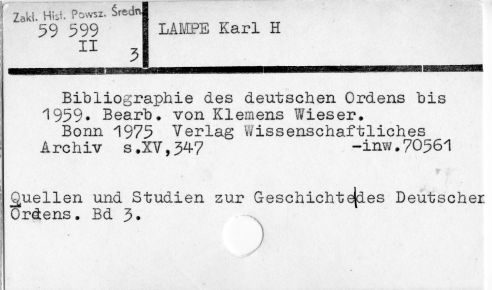 Zakl. Hist. Powsz. Średn.
59 599
II
3
LAMPE Karl H
Bibliographie des deutschen Ordens bis
1959. Bearb. von Klemens Wieser.
Bonn 1975 Verlag Wissenschaftliches
Archiv s.XV,347 -inw.70561
Quellen und Studien zur Geschichte des Deutschen
Ordens. Bd 3.